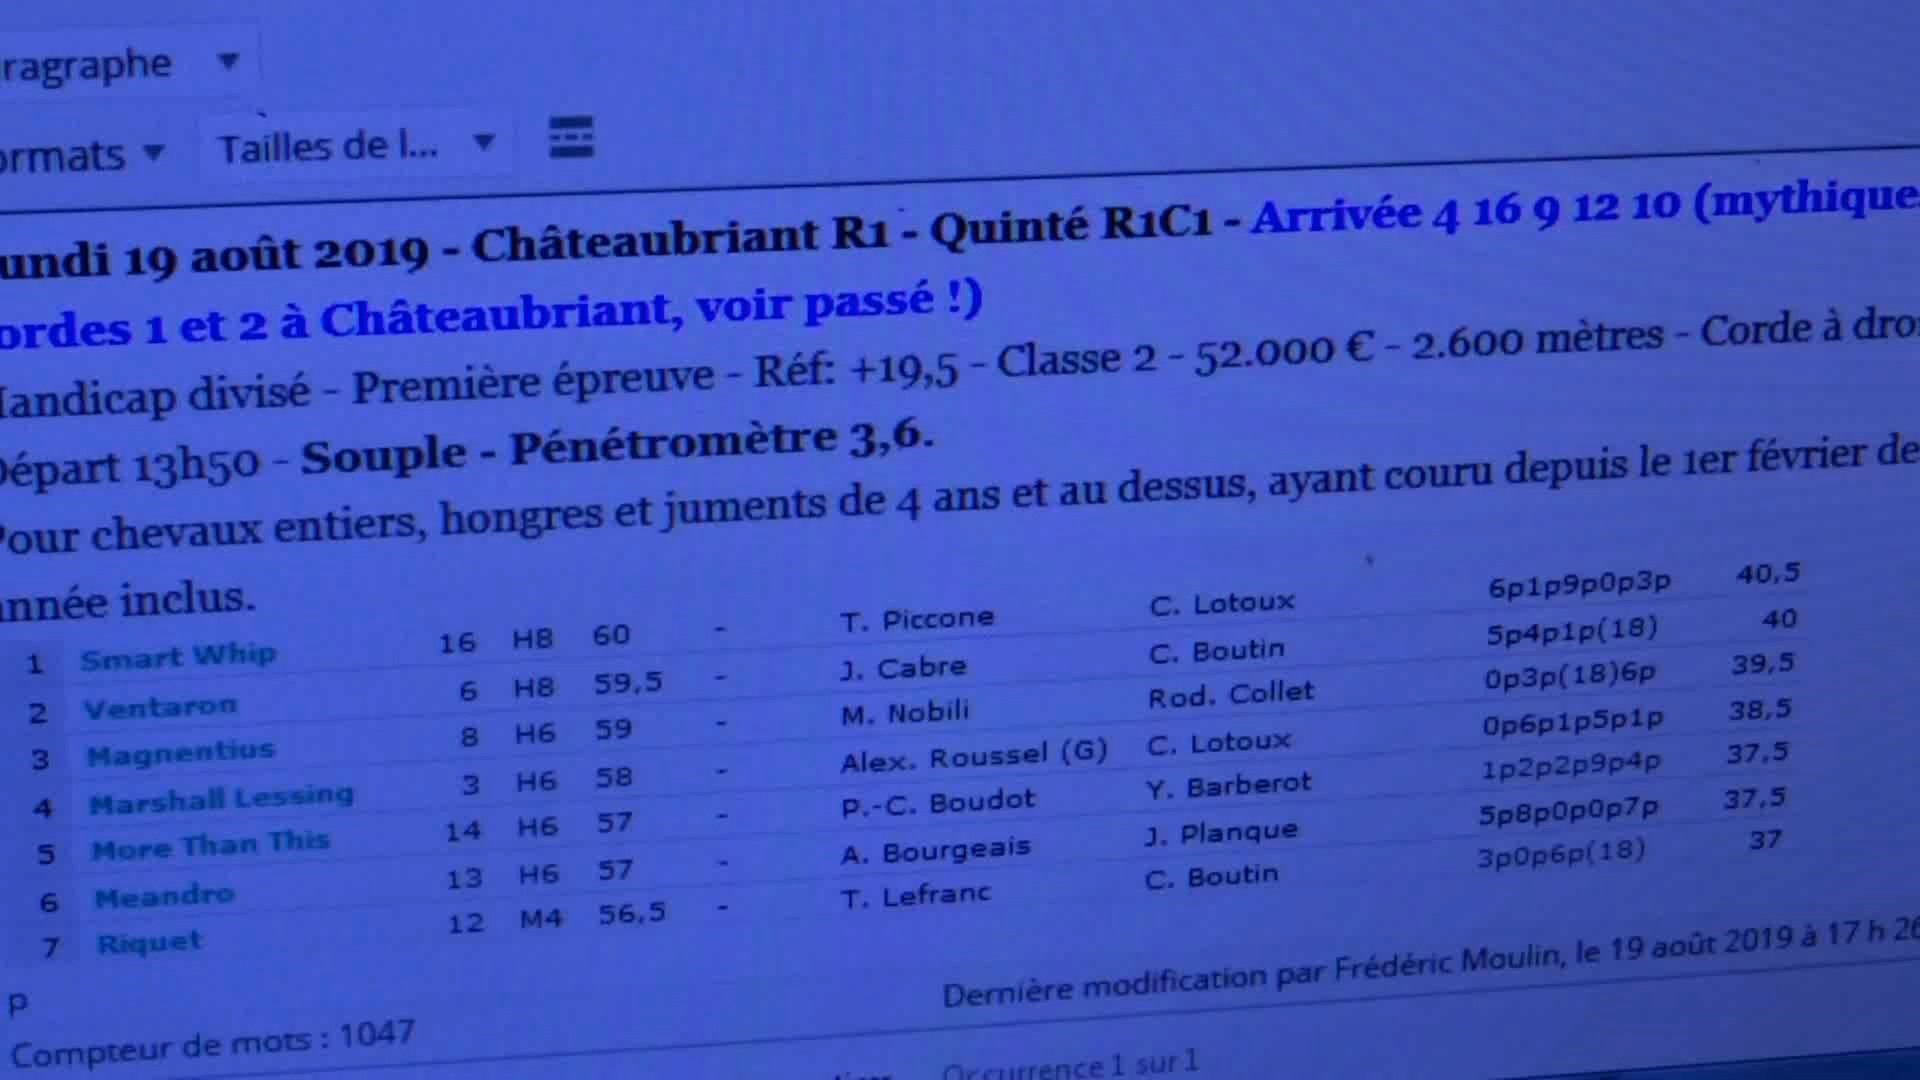 ragraphe
ormats Tailles de l...
undi 19 août 2019 - Châteaubriant R1 - Quinté R1C1 - Arrivée 4 16 9 12 10 (mythique
ordes 1 et 2 à Châteaubriant, voir passé !)
Handicap divisé - Première épreuve - Réf: +19,5 - Classe 2 - 52.000 € - 2.600 mètres - Corde à dro
Départ 13h50 - Souple - Pénétromètre 3,6.
Pour chevaux entiers, hongres et juments de 4 ans et au dessus, ayant couru depuis le 1er février de
année inclus.
1 Smart Whip 16 H8 60 - T. Piccone C. Lotoux 6p1p9p0p3p 40,5
2 Ventaron 6 H8 59,5 - J. Cabre C. Boutin 5p4p1p(18) 40
3 Magnentius 8 H6 59 - M. Nobili Rod. Collet 0p3p(18)6p 39,5
4 Marshall Lessing 3 H6 58 - Alex. Roussel (G) C. Lotoux 0p6p1p5p1p 38,5
5 More Than This 14 H6 57 - P.-C. Boudot Y. Barberot 1p2p2p9p4p 37,5
6 Meandro 13 H6 57 - A. Bourgeais J. Planque 5p8p0p0p7p 37,5
7 Riquet 12 M4 56,5 - T. Lefranc C. Boutin 3p0p6p(18) 37
p
Compteur de mots : 1047
Dernière modification par Frédéric Moulin, le 19 août 2019 à 17 h 26
Occurrence 1 sur 1